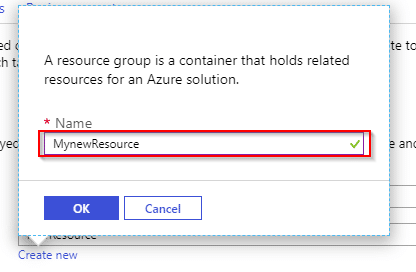 A resource group is a container that holds related
resources for an Azure solution.
* Name
MynewResource
OK
Cancel
Create new